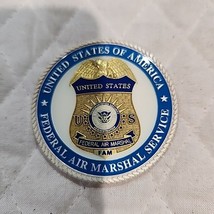 UNITED STATES OF AMERICA
UNITED STATES
U S
FEDERAL AIR MARSHAL
FAM
FEDERAL AIR MARSHAL SERVICE